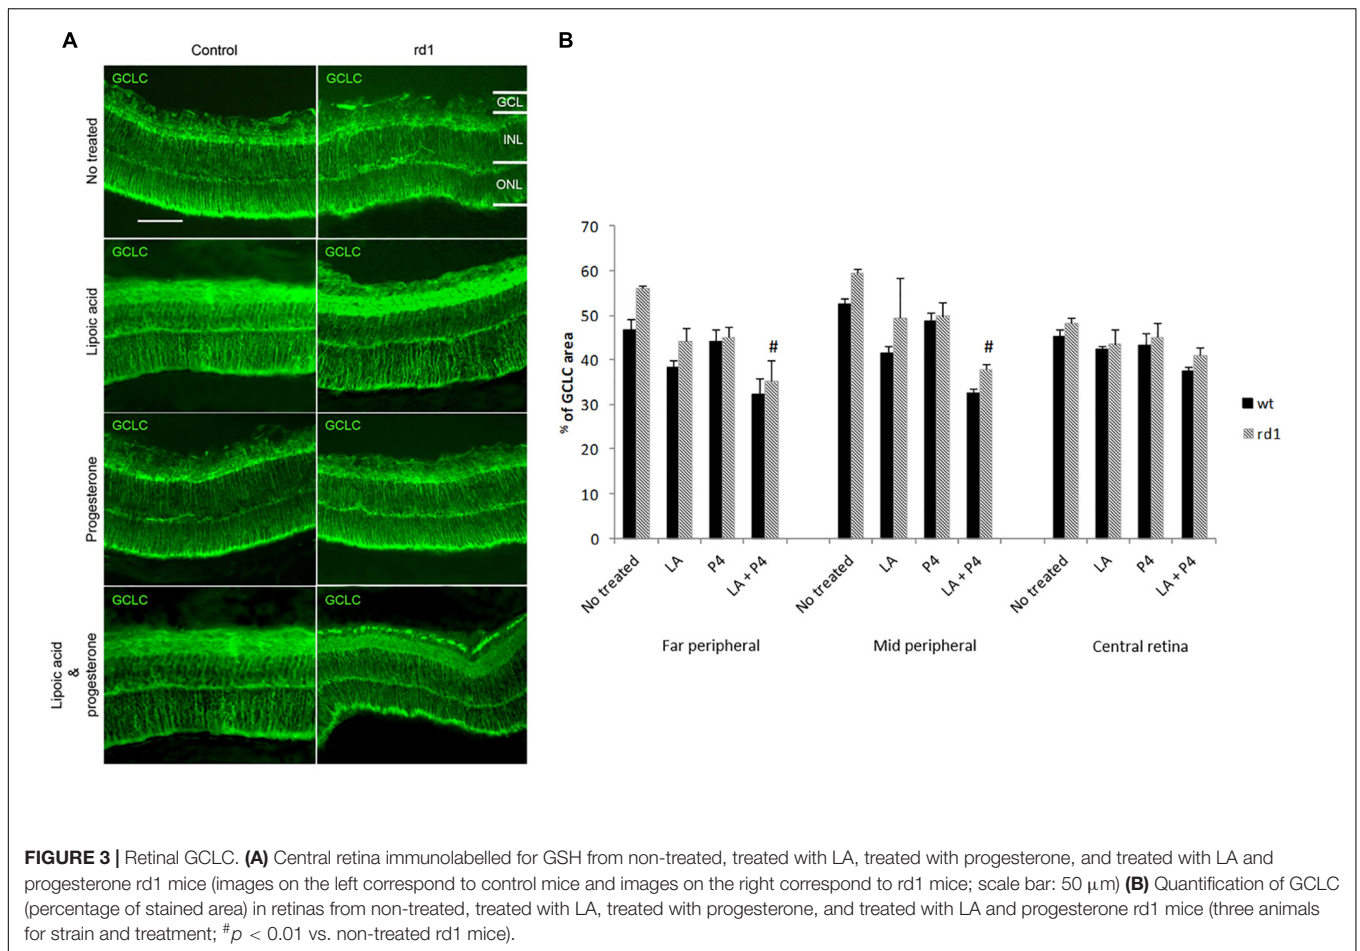 A
Control
rd1
No treated
GCLC
GCLC
GCL
INL
ONL
Lipoic acid
GCLC
GCLC
Progesterone
GCLC
GCLC
Lipoic acid
&
progesterone
GCLC
GCLC
B
% of GCLC area
70
60
50
40
30
20
10
0
#
#
wt
rd1
No treated
LA
P4
LA + P4
No treated
LA
P4
LA + P4
No treated
LA
P4
LA + P4
Far peripheral
Mid peripheral
Central retina
FIGURE 3 | Retinal GCLC. (A) Central retina immunolabelled for GSH from non-treated, treated with LA, treated with progesterone, and treated with LA and
progesterone rd1 mice (images on the left correspond to control mice and images on the right correspond to rd1 mice; scale bar: 50 μm) (B) Quantification of GCLC
(percentage of stained area) in retinas from non-treated, treated with LA, treated with progesterone, and treated with LA and progesterone rd1 mice (three animals
for strain and treatment; #p < 0.01 vs. non-treated rd1 mice).